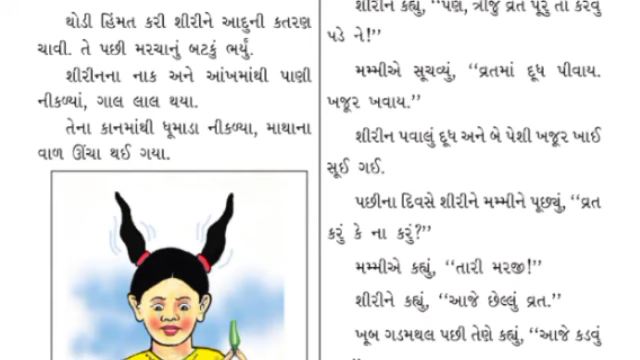 થોડી હિંમત કરી શીરીને આદુની કતરણ
ચાવી. તે પછી મરચાનું બટકું ભર્યું.
શીરીનના નાક અને આંખમાંથી પાણી
નીકળ્યાં, ગાલ લાલ થયા.
તેના કાનમાંથી ધૂમાડા નીકળ્યા, માથાના
વાળ ઊંચા થઈ ગયા.
શીરીને કહ્યું, “પણ, ત્રીજું વ્રત પૂરું તો કરવું
પડે ને!”
મમ્મીએ સૂચવ્યું, “વ્રતમાં દૂધ પીવાય.
ખજૂર ખવાય.”
શીરીન પવાલું દૂધ અને બે પેશી ખજૂર ખાઈ
સૂઈ ગઈ.
પછીના દિવસે શીરીને મમ્મીને પૂછ્યું, “વ્રત
કરું કે ના કરું?”
મમ્મીએ કહ્યું, “તારી મરજી!”
શીરીને કહ્યું, “આજે છેલ્લું વ્રત.”
ખૂબ ગડમથલ પછી તેણે કહ્યું, “આજે કડવું